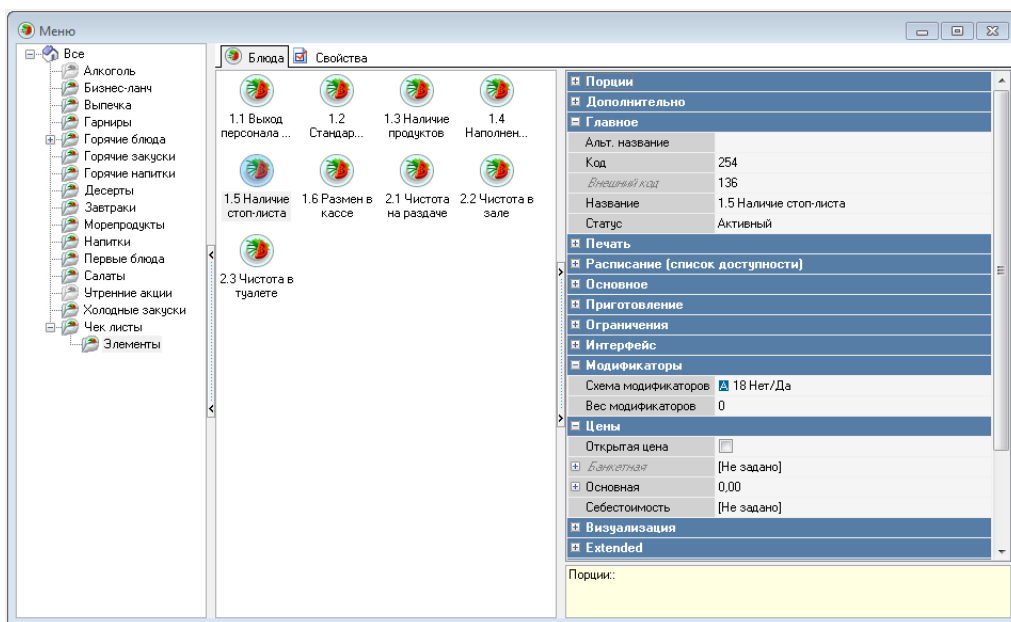 Меню
Все
Алкоголь
Бизнес-ланч
Выпечка
Гарниры
Горячие блюда
Горячие закуски
Горячие напитки
Десерты
Завтраки
Морепродукты
Напитки
Первые блюда
Салаты
Утренние акции
Холодные закуски
Чек листы
Элементы
Блюда Свойства
1.1 Выход персонала ...
1.2 Стандар...
1.3 Наличие продуктов
1.4 Наполнен...
1.5 Наличие стоп-листа
1.6 Размен в кассе
2.1 Чистота на раздаче
2.2 Чистота в зале
2.3 Чистота в туалете
Порции
Дополнительно
Главное
Альт. название
Код 254
Внешний код 136
Название 1.5 Наличие стоп-листа
Статус Активный
Печать
Расписание (список доступности)
Основное
Приготовление
Ограничения
Интерфейс
Модификаторы
Схема модификаторов A 18 Нет/Да
Вес модификаторов 0
Цены
Открытая цена
Банкетная [Не задано]
Основная 0,00
Себестоимость [Не задано]
Визуализация
Extended
Порции::